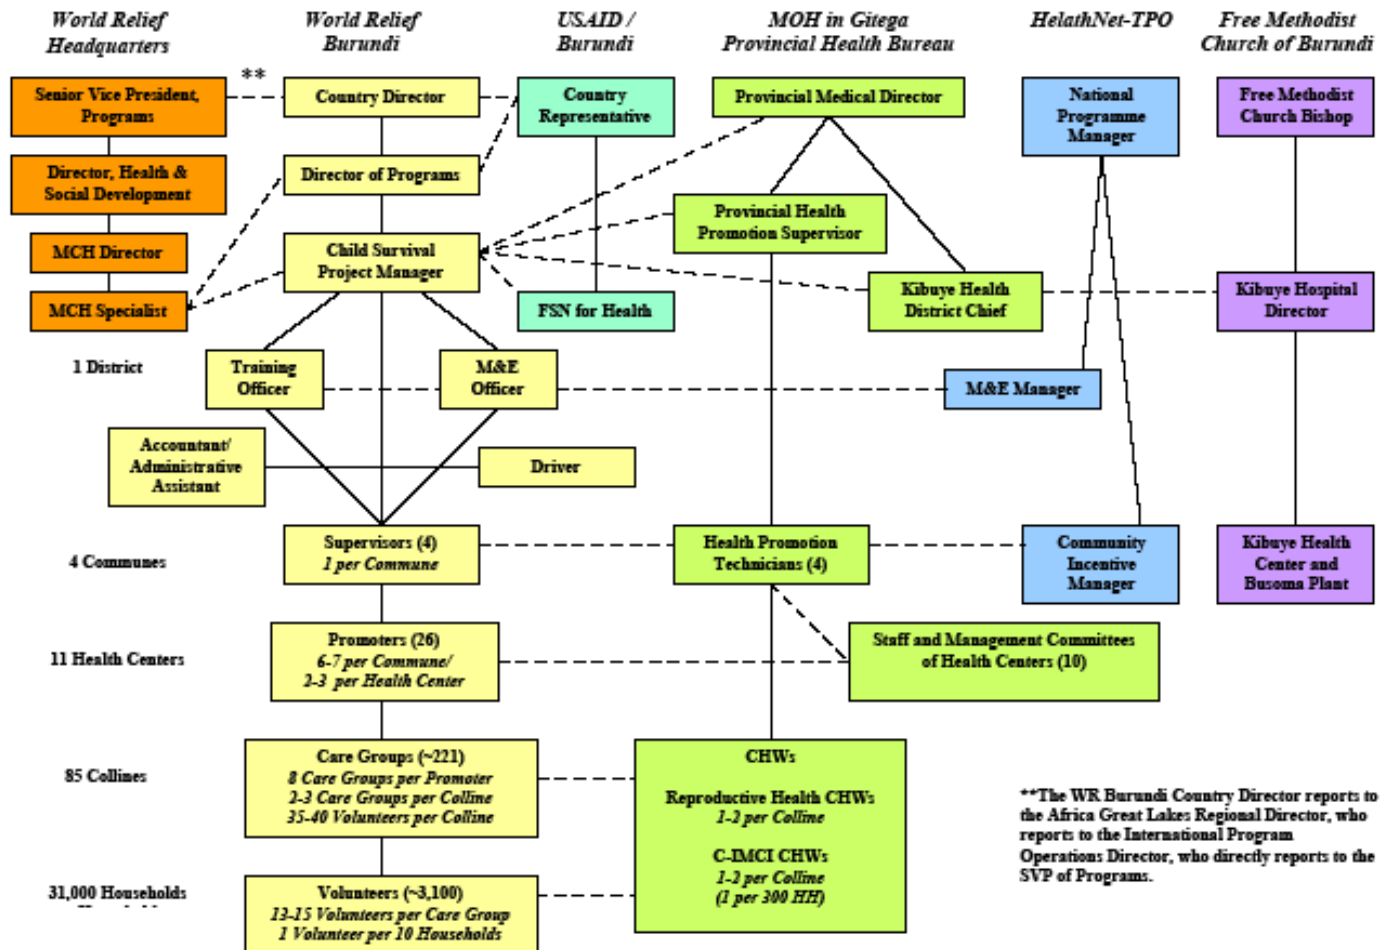 World Relief
Headquarters
World Relief
Burundi
USAID /
Burundi
MOH in Gitega
Provincial Health Bureau
HelathNet-TPO
Free Methodist
Church of Burundi
**
Senior Vice President,
Programs
Country Director
Country
Representative
Provincial Medical Director
National
Programme
Manager
Free Methodist
Church Bishop
Director, Health &
Social Development
Director of Programs
Provincial Health
Promotion Supervisor
MCH Director
Child Survival
Project Manager
MCH Specialist
FSN for Health
Kibuye Health
District Chief
Kibuye Hospital
Director
1 District
Training
Officer
M&E
Officer
M&E Manager
Accountant/
Administrative
Assistant
Driver
4 Communes
Supervisors (4)
1 per Commune
Health Promotion
Technicians (4)
Community
Incentive
Manager
Kibuye Health
Center and
Busoma Plant
11 Health Centers
Promoters (26)
6-7 per Commune/
2-3 per Health Center
Staff and Management Committees
of Health Centers (10)
85 Collines
Care Groups (~221)
8 Care Groups per Promoter
2-3 Care Groups per Colline
35-40 Volunteers per Colline
CHWs
Reproductive Health CHWs
1-2 per Colline
C-IMCI CHWs
1-2 per Colline
(1 per 300 HH)
31,000 Households
Volunteers (~3,100)
13-15 Volunteers per Care Group
1 Volunteer per 10 Households
**The WR Burundi Country Director reports to
the Africa Great Lakes Regional Director, who
reports to the International Program
Operations Director, who directly reports to the
SVP of Programs.